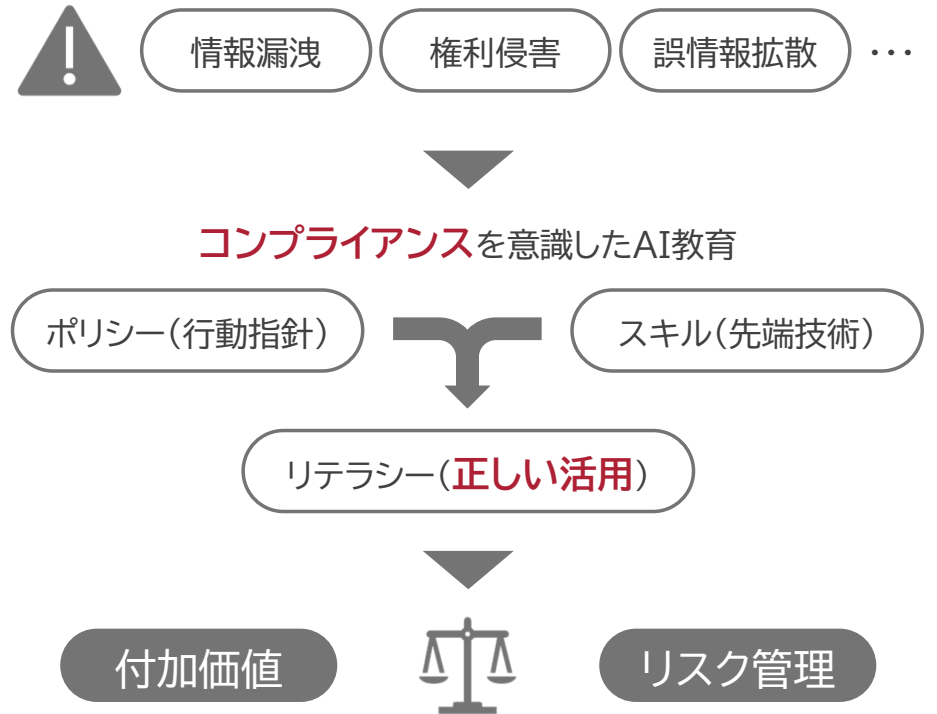 情報漏洩 権利侵害 誤情報拡散 ・・・
コンプライアンスを意識したAI教育
ポリシー（行動指針） スキル（先端技術）
リテラシー（正しい活用）
付加価値 リスク管理